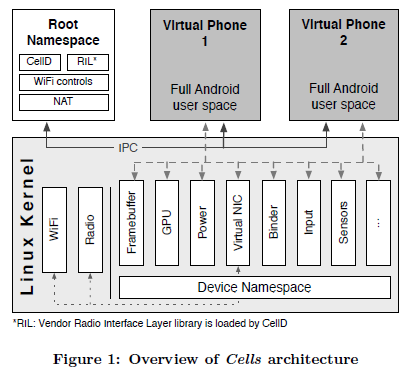 Root
Namespace
CellD
RIL*
WiFi controls
NAT
Virtual Phone
1
Full Android
user space
Virtual Phone
2
Full Android
user space
IPC
Linux Kernel
WiFi
Radio
Framebuffer
GPU
Power
Virtual NIC
Binder
Input
Sensors
...
Device Namespace
*RIL: Vendor Radio Interface Layer library is loaded by CellD
Figure 1: Overview of Cells architecture